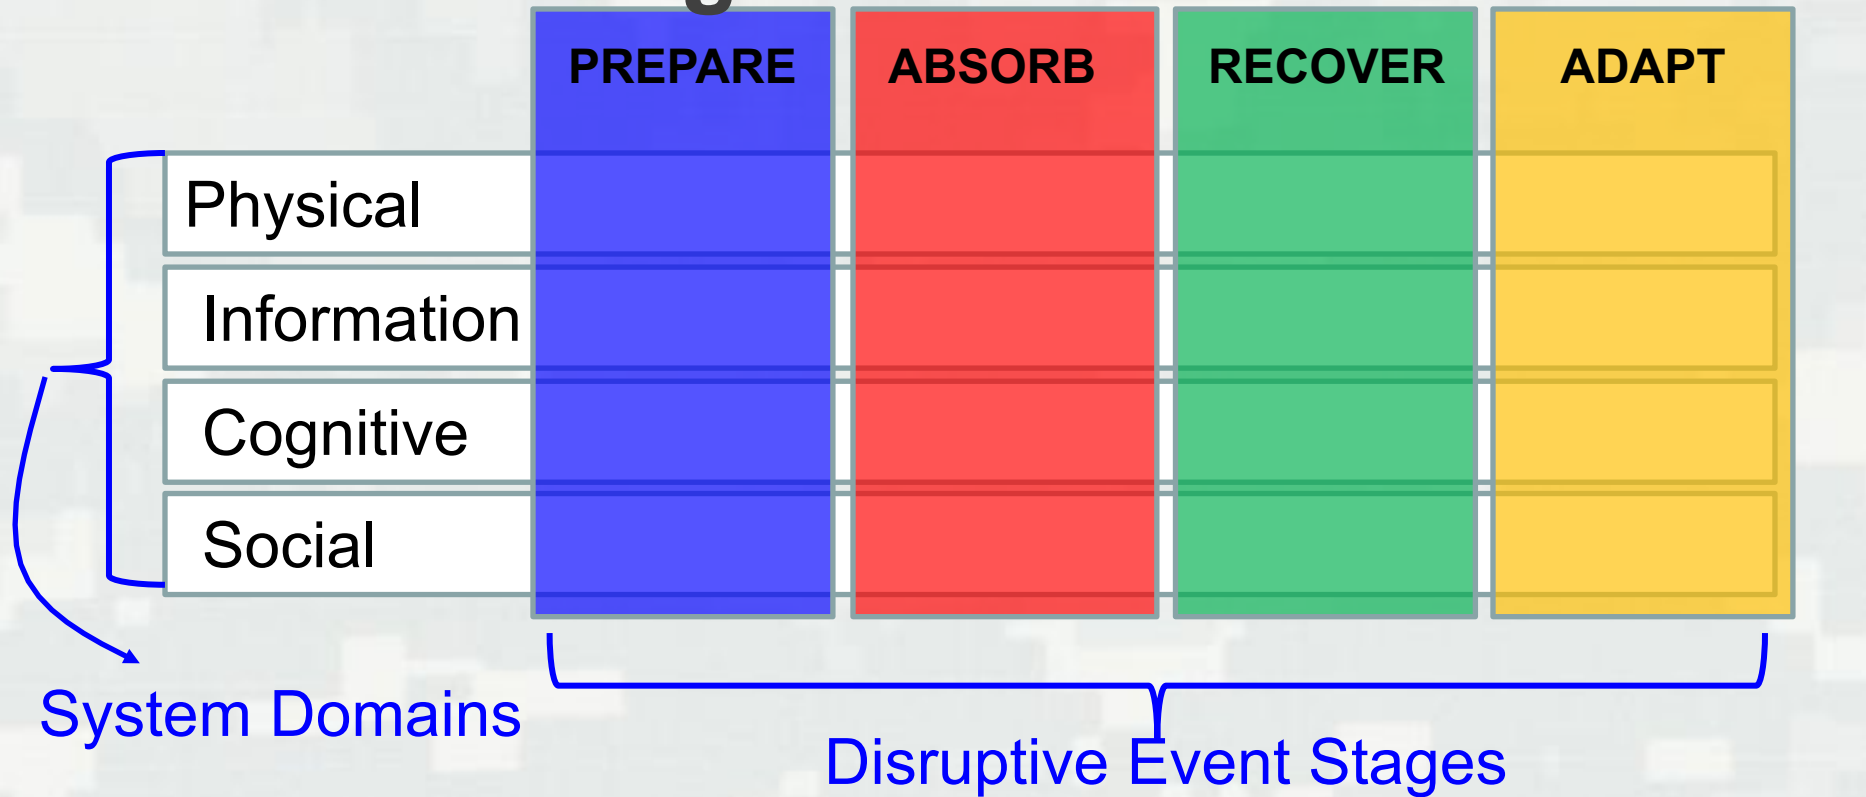 PREPARE ABSORB RECOVER ADAPT
Physical
Information
Cognitive
Social
System Domains
Disruptive Event Stages